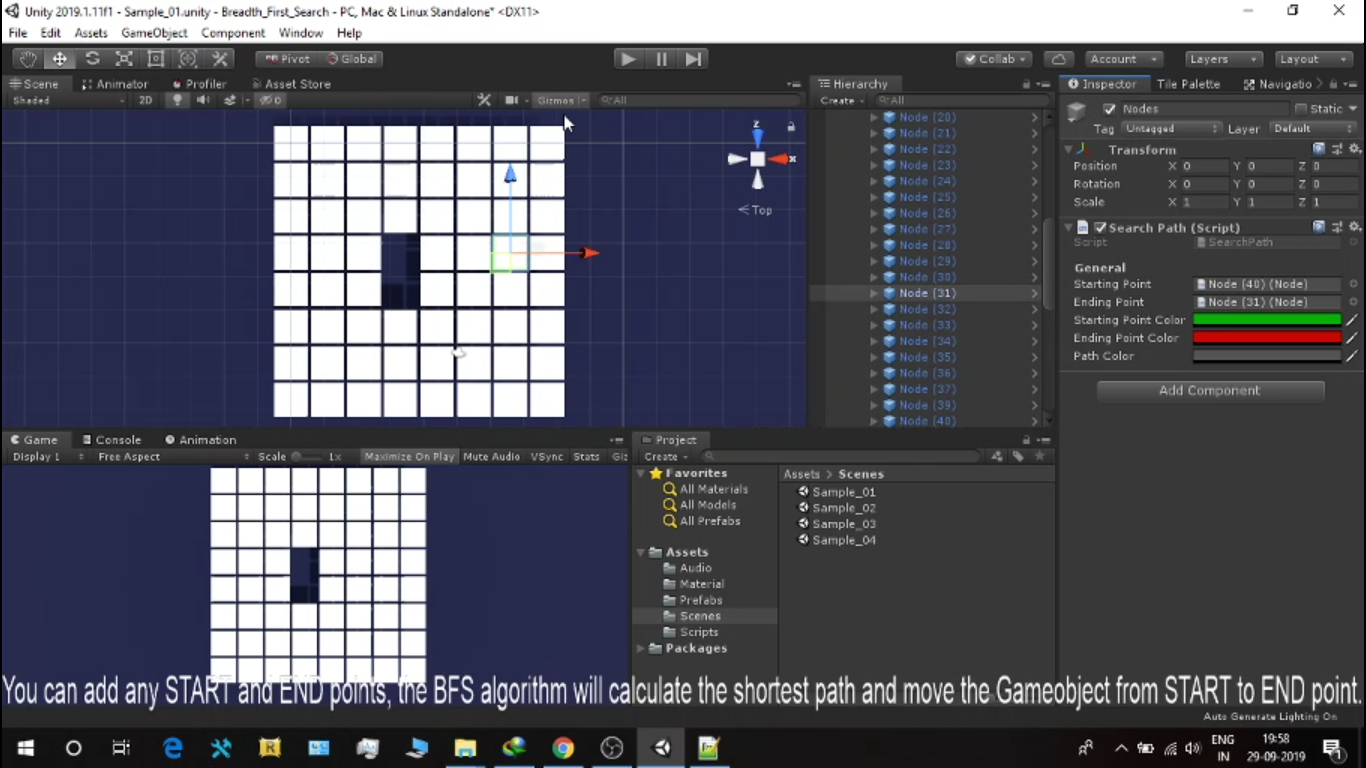 Unity 2019.1.11f1 - Sample_01.unity - Breadth_First_Search - PC, Mac & Linux Standalone* <DX11>
File Edit Assets GameObject Component Window Help
Pivot Global Collab Account Layers Layout
Scene Animator Profiler Asset Store
Shaded 2D 0 Gizmos All
Z
X
Top
Hierarchy
Create All
Node (20)
Node (21)
Node (22)
Node (23)
Node (24)
Node (25)
Node (26)
Node (27)
Node (28)
Node (29)
Node (30)
Node (31)
Node (32)
Node (33)
Node (34)
Node (35)
Node (36)
Node (37)
Node (39)
Node (40)
Inspector Tile Palette Navigatio
Nodes Static
Tag Untagged Layer Default
Transform
Position X 0 Y 0 Z 0
Rotation X 0 Y 0 Z 0
Scale X 1 Y 1 Z 1
Search Path (Script)
Script SearchPath
General
Starting Point Node (40) (Node)
Ending Point Node (31) (Node)
Starting Point Color
Ending Point Color
Path Color
Add Component
Game Console Animation
Display 1 Free Aspect Scale 1x Maximize On Play Mute Audio VSync Stats Giz
Project
Create
Favorites
All Materials
All Models
All Prefabs
Assets
Audio
Material
Prefabs
Scenes
Scripts
Packages
Assets > Scenes
Sample_01
Sample_02
Sample_03
Sample_04
You can add any START and END points, the BFS algorithm will calculate the shortest path and move the Gameobject from START to END point.
Auto Generate Lighting On
ENG
IN
19:58
29-09-2019
1